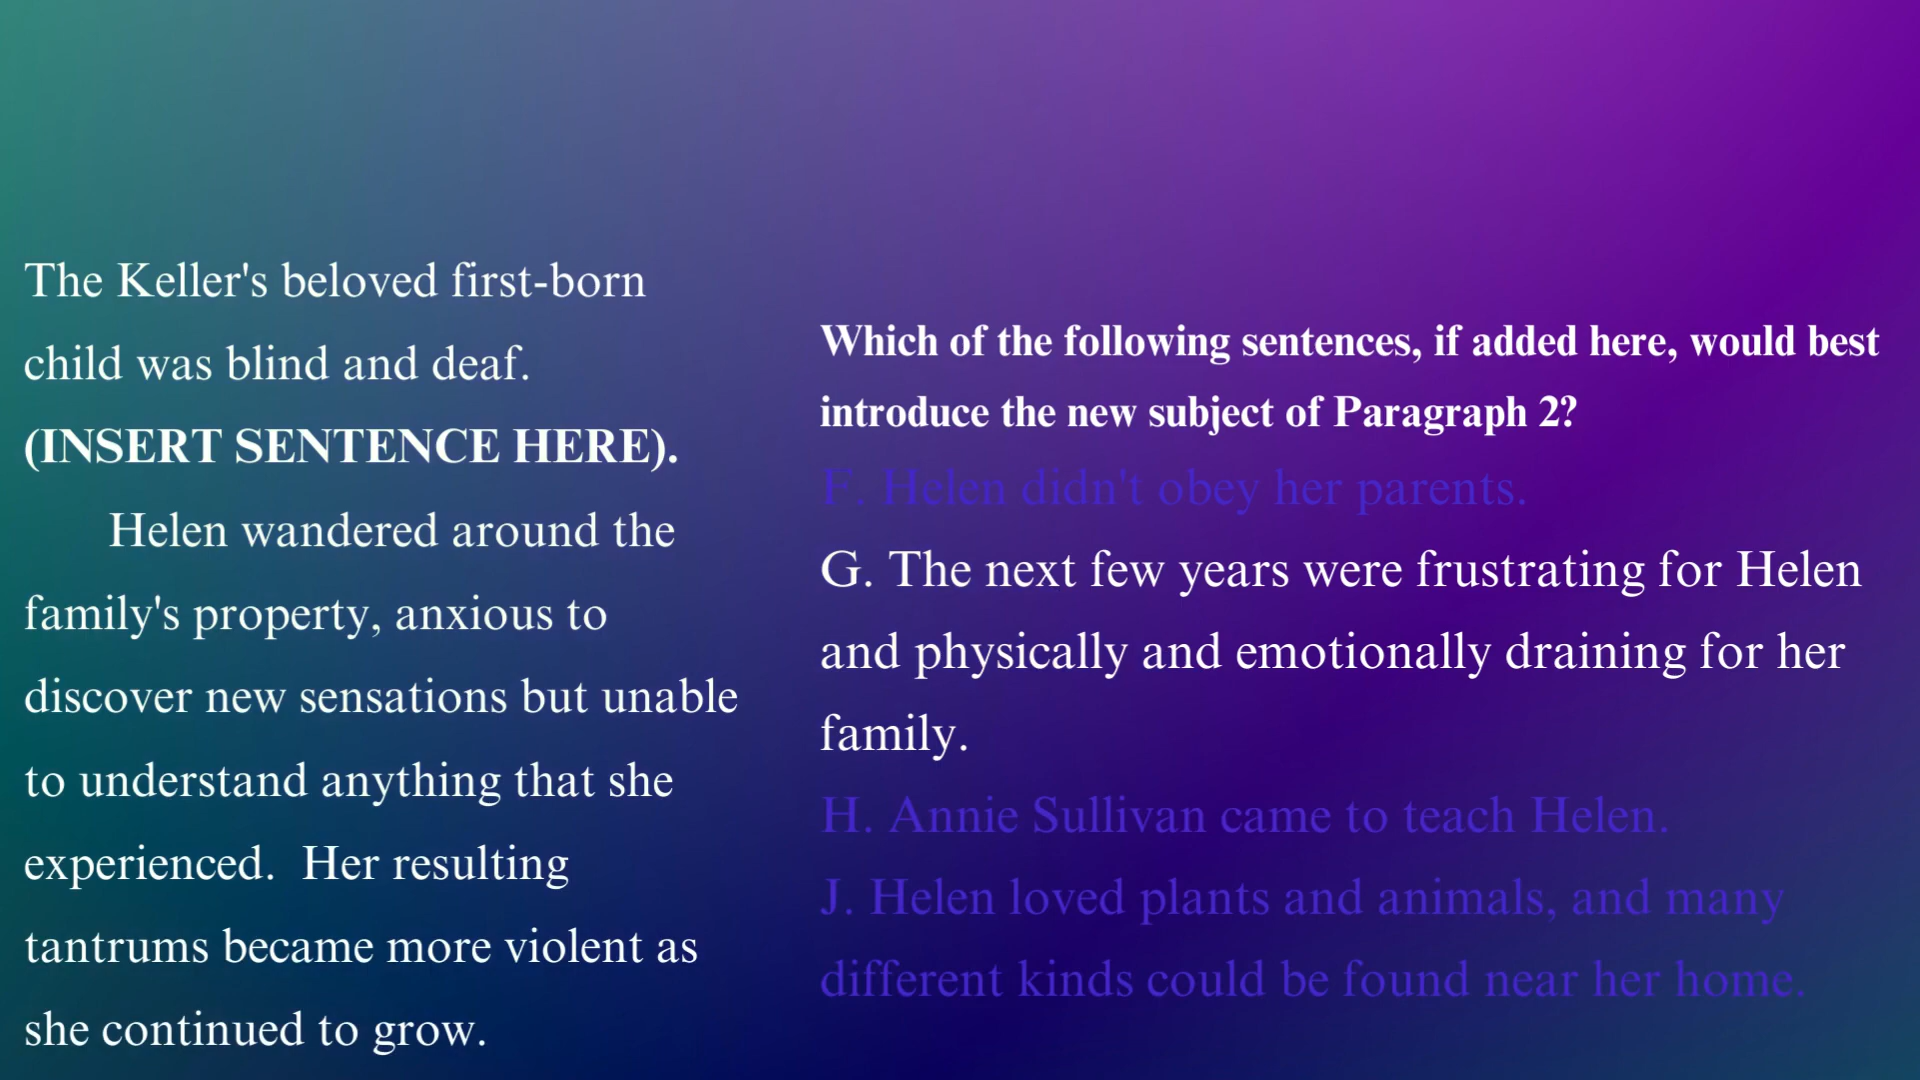 The Keller's beloved first-born
child was blind and deaf.
(INSERT SENTENCE HERE).
Helen wandered around the
family's property, anxious to
discover new sensations but unable
to understand anything that she
experienced.  Her resulting
tantrums became more violent as
she continued to grow.
Which of the following sentences, if added here, would best
introduce the new subject of Paragraph 2?
F. Helen didn't obey her parents.
G. The next few years were frustrating for Helen
and physically and emotionally draining for her
family.
H. Annie Sullivan came to teach Helen.
J. Helen loved plants and animals, and many
different kinds could be found near her home.